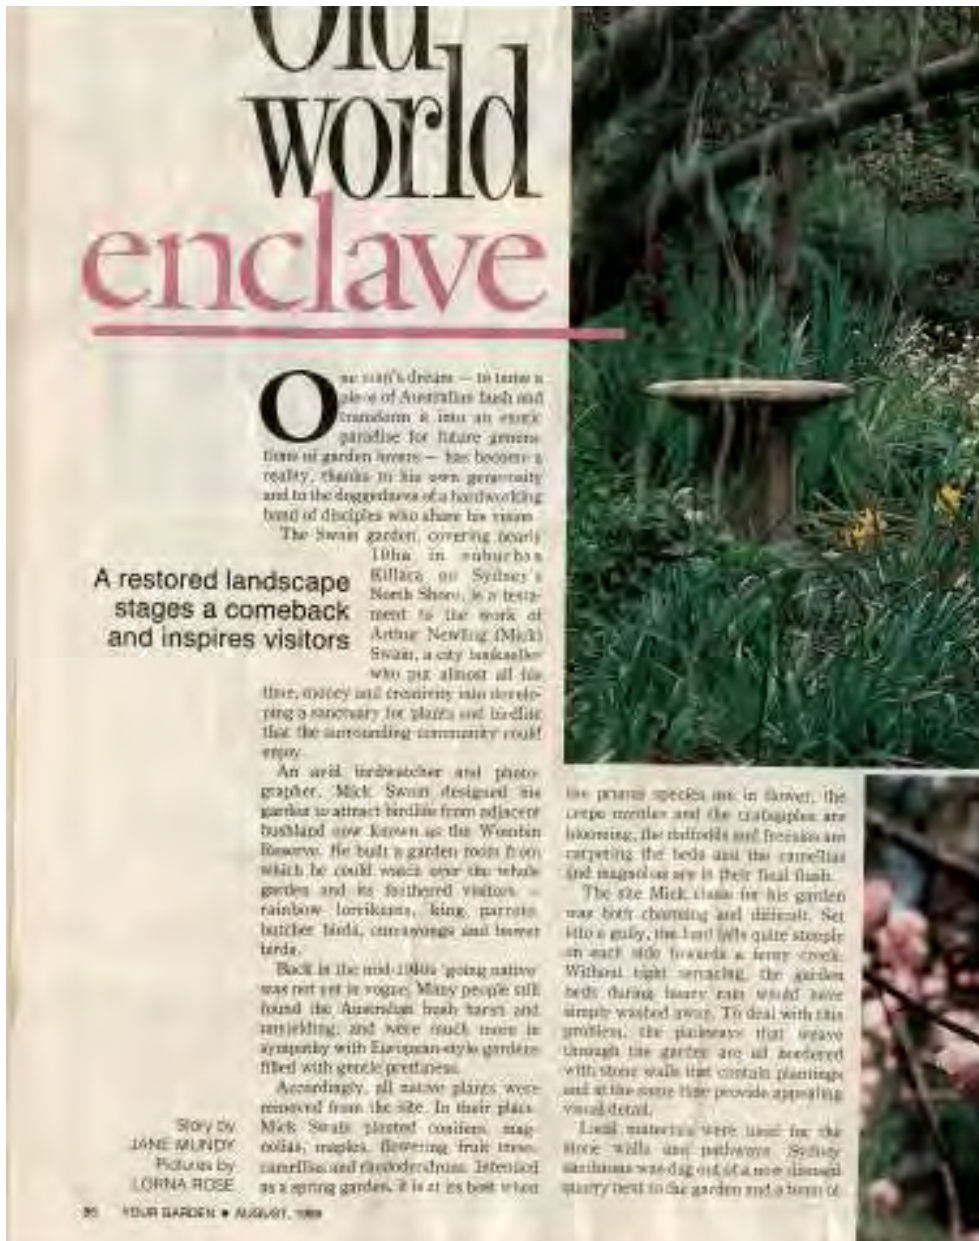 Old
world
enclave
One man's dream — to tame a
piece of Australian bush and
transform it into an exotic
paradise for future genera-
tions of garden lovers — has become a
reality, thanks to his own generosity
and to the doggedness of a hardworking
band of disciples who share his vision.
The Swain garden, covering nearly
in suburban
Killara on Sydney's
North Shore, is a testa-
ment to the work of
Arthur Newling (Mick)
Swain, a city bookseller
who put almost all his
time, money and creativity into develo-
ping a sanctuary for plants and birdlife
that the surrounding community could
enjoy.
A restored landscape
stages a comeback
and inspires visitors
An avid birdwatcher and photo-
grapher, Mick Swain designed his
garden to attract birdlife from adjacent
bushland now known as the
Reserve. He built a garden room from
which he could watch over the whole
garden and its feathered visitors —
rainbow lorrikeets, king parrots,
butcher birds, currawongs and bower
birds.
Back in the mid-1940s 'going native'
was not yet in vogue. Many people still
found the Australian bush harsh and
unyielding, and were much more in
sympathy with European-style gardens
filled with gentle prettiness.
Accordingly, all native plants were
removed from the site. In their place
Mick Swain planted conifers, mag-
nolias, maples, flowering fruit trees,
camellias and rhododendrons. Intended
as a spring garden, it is at its best when
the prunus species are in flower, the
crepe myrtles and the crabapples are
blooming, the daffodils and freesias are
carpeting the beds and the camellias
and magnolias are in their final flush.
The site Mick chose for his garden
was both charming and difficult. Set
into a gully, the land falls quite steeply
on each side towards a ferny creek.
Without tight terracing, the garden
beds during heavy rain would have
simply washed away. To deal with this
problem, the pathways that weave
through the garden are all bordered
with stone walls that contain plantings
and at the same time provide appealing
visual detail.
Local materials were used for the
stone walls and pathways. Sydney
sandstone was dug out of a now disused
quarry next to the garden and a team of
Story by
JANE MUNDY
Pictures by
LORNA ROSE
YOUR GARDEN ● AUGUST,